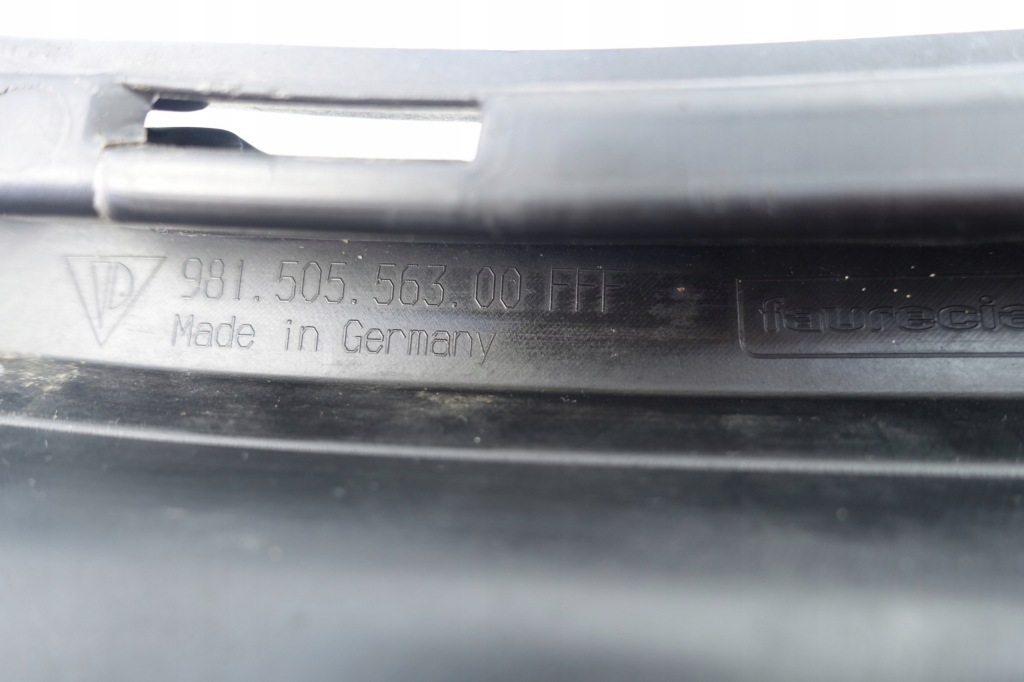 981.505.563.00 FFF
Made in Germany
faurecia